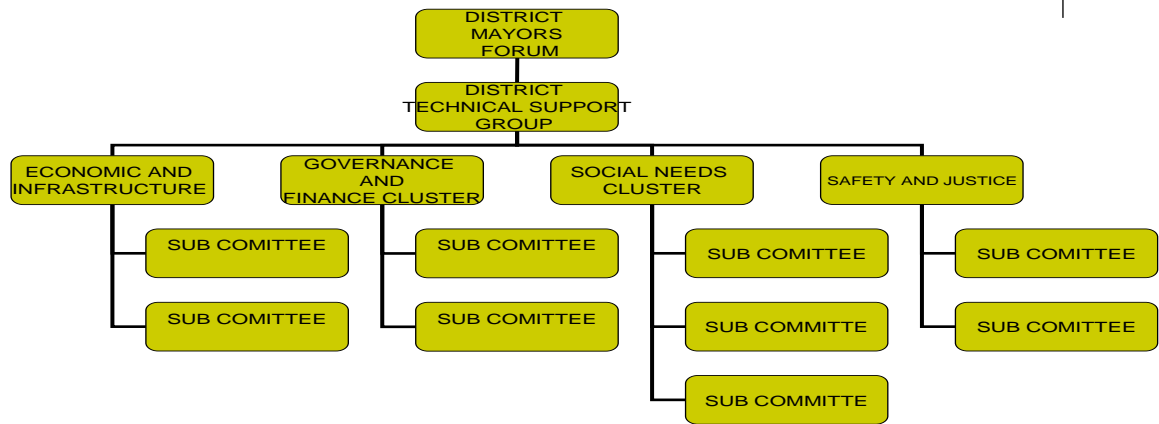 DISTRICT
MAYORS
FORUM
DISTRICT
TECHNICAL SUPPORT
GROUP
ECONOMIC AND
INFRASTRUCTURE
GOVERNANCE
AND
FINANCE CLUSTER
SOCIAL NEEDS
CLUSTER
SAFETY AND JUSTICE
SUB COMITTEE
SUB COMITTEE
SUB COMITTEE
SUB COMITTEE
SUB COMITTEE
SUB COMITTEE
SUB COMMITTE
SUB COMITTEE
SUB COMMITTE